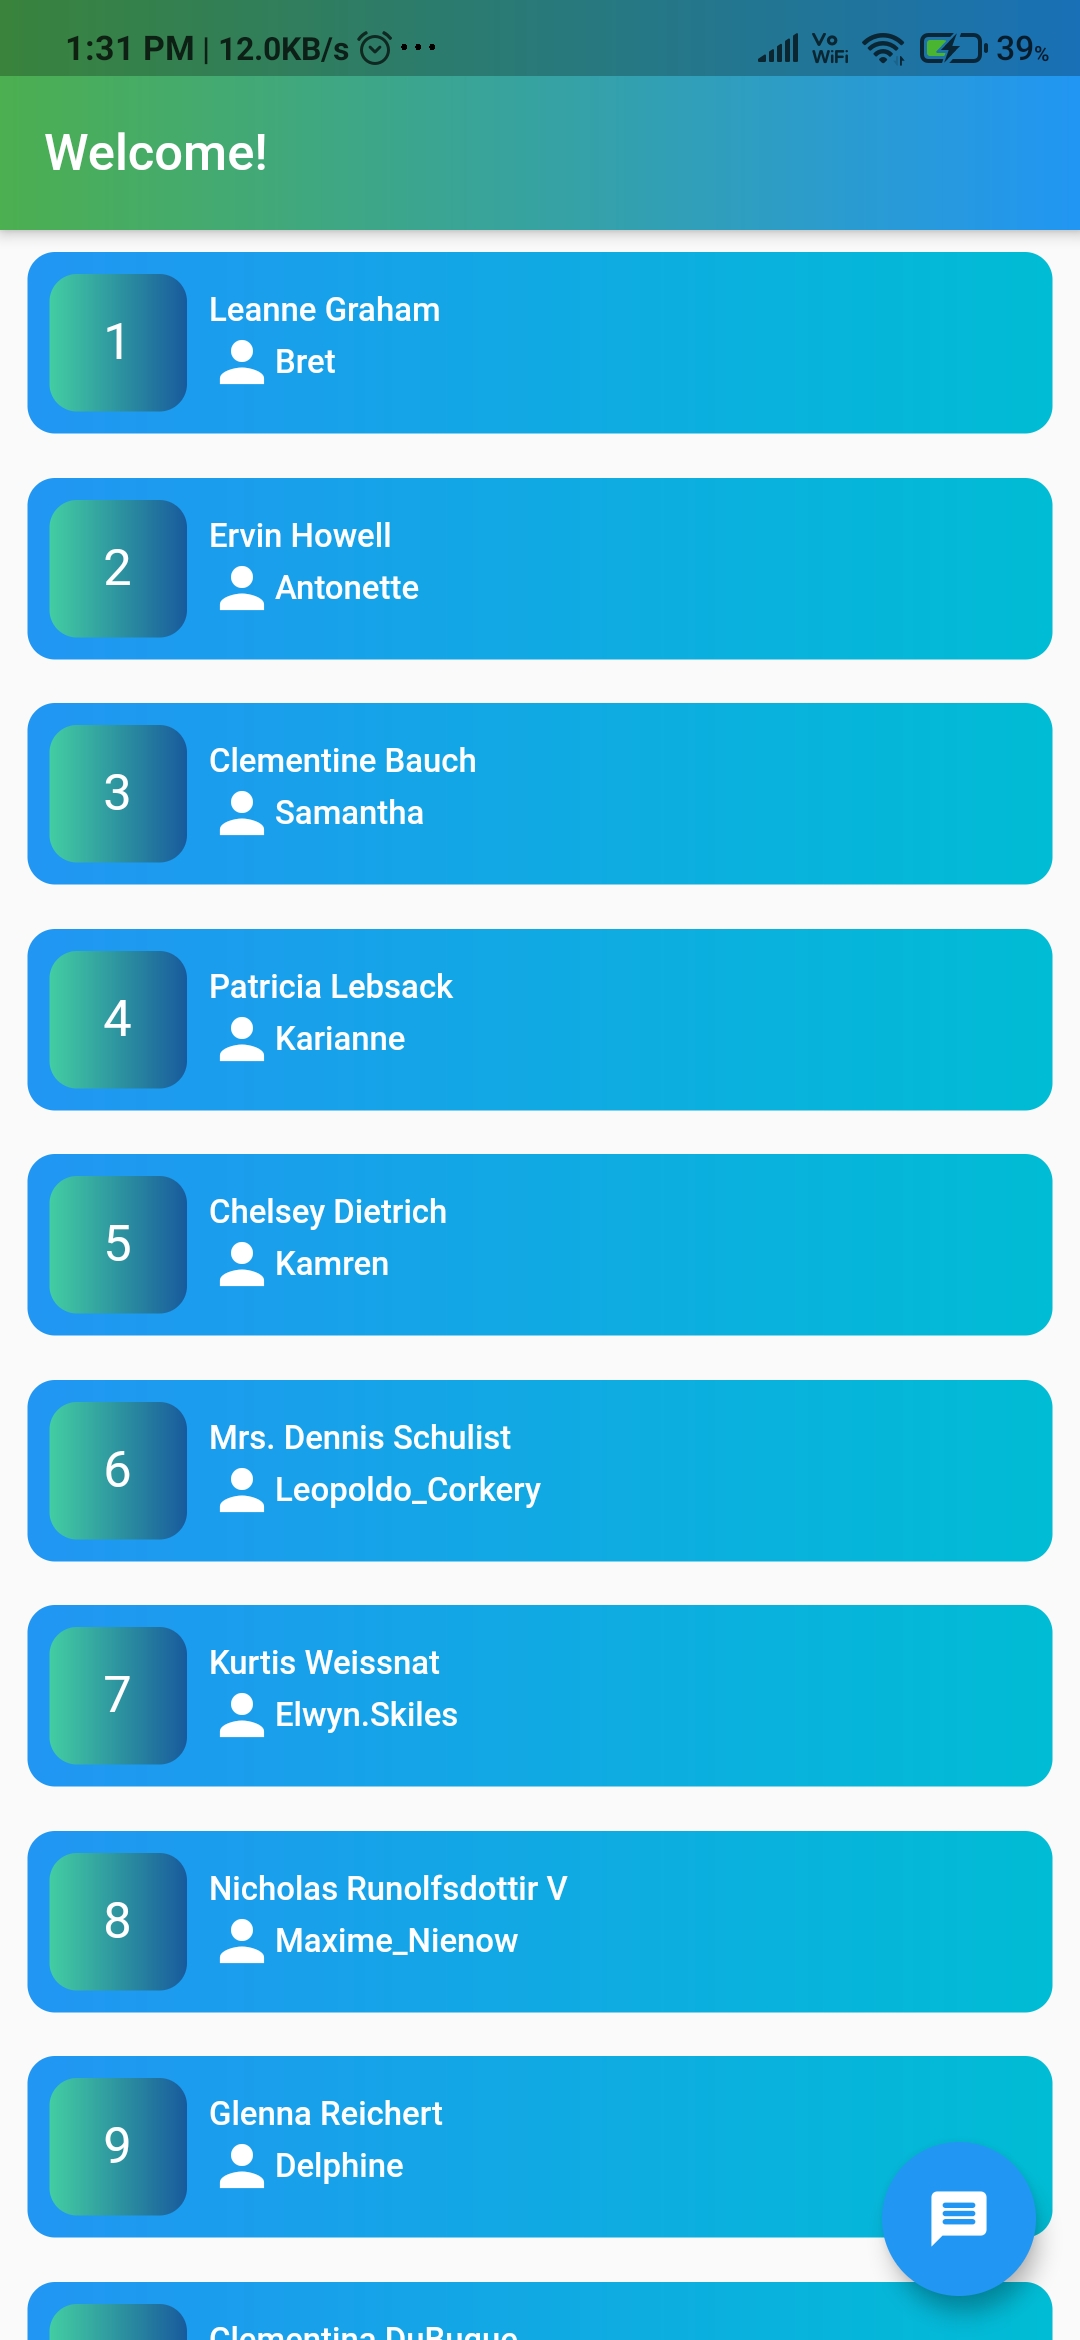 1:31 PM | 12.0KB/s ... Vo WiFi 39%
Welcome!
1
Leanne Graham
Bret
2
Ervin Howell
Antonette
3
Clementine Bauch
Samantha
4
Patricia Lebsack
Karianne
5
Chelsey Dietrich
Kamren
6
Mrs. Dennis Schulist
Leopoldo_Corkery
7
Kurtis Weissnat
Elwyn.Skiles
8
Nicholas Runolfsdottir V
Maxime_Nienow
9
Glenna Reichert
Delphine
Clementina DuBuque